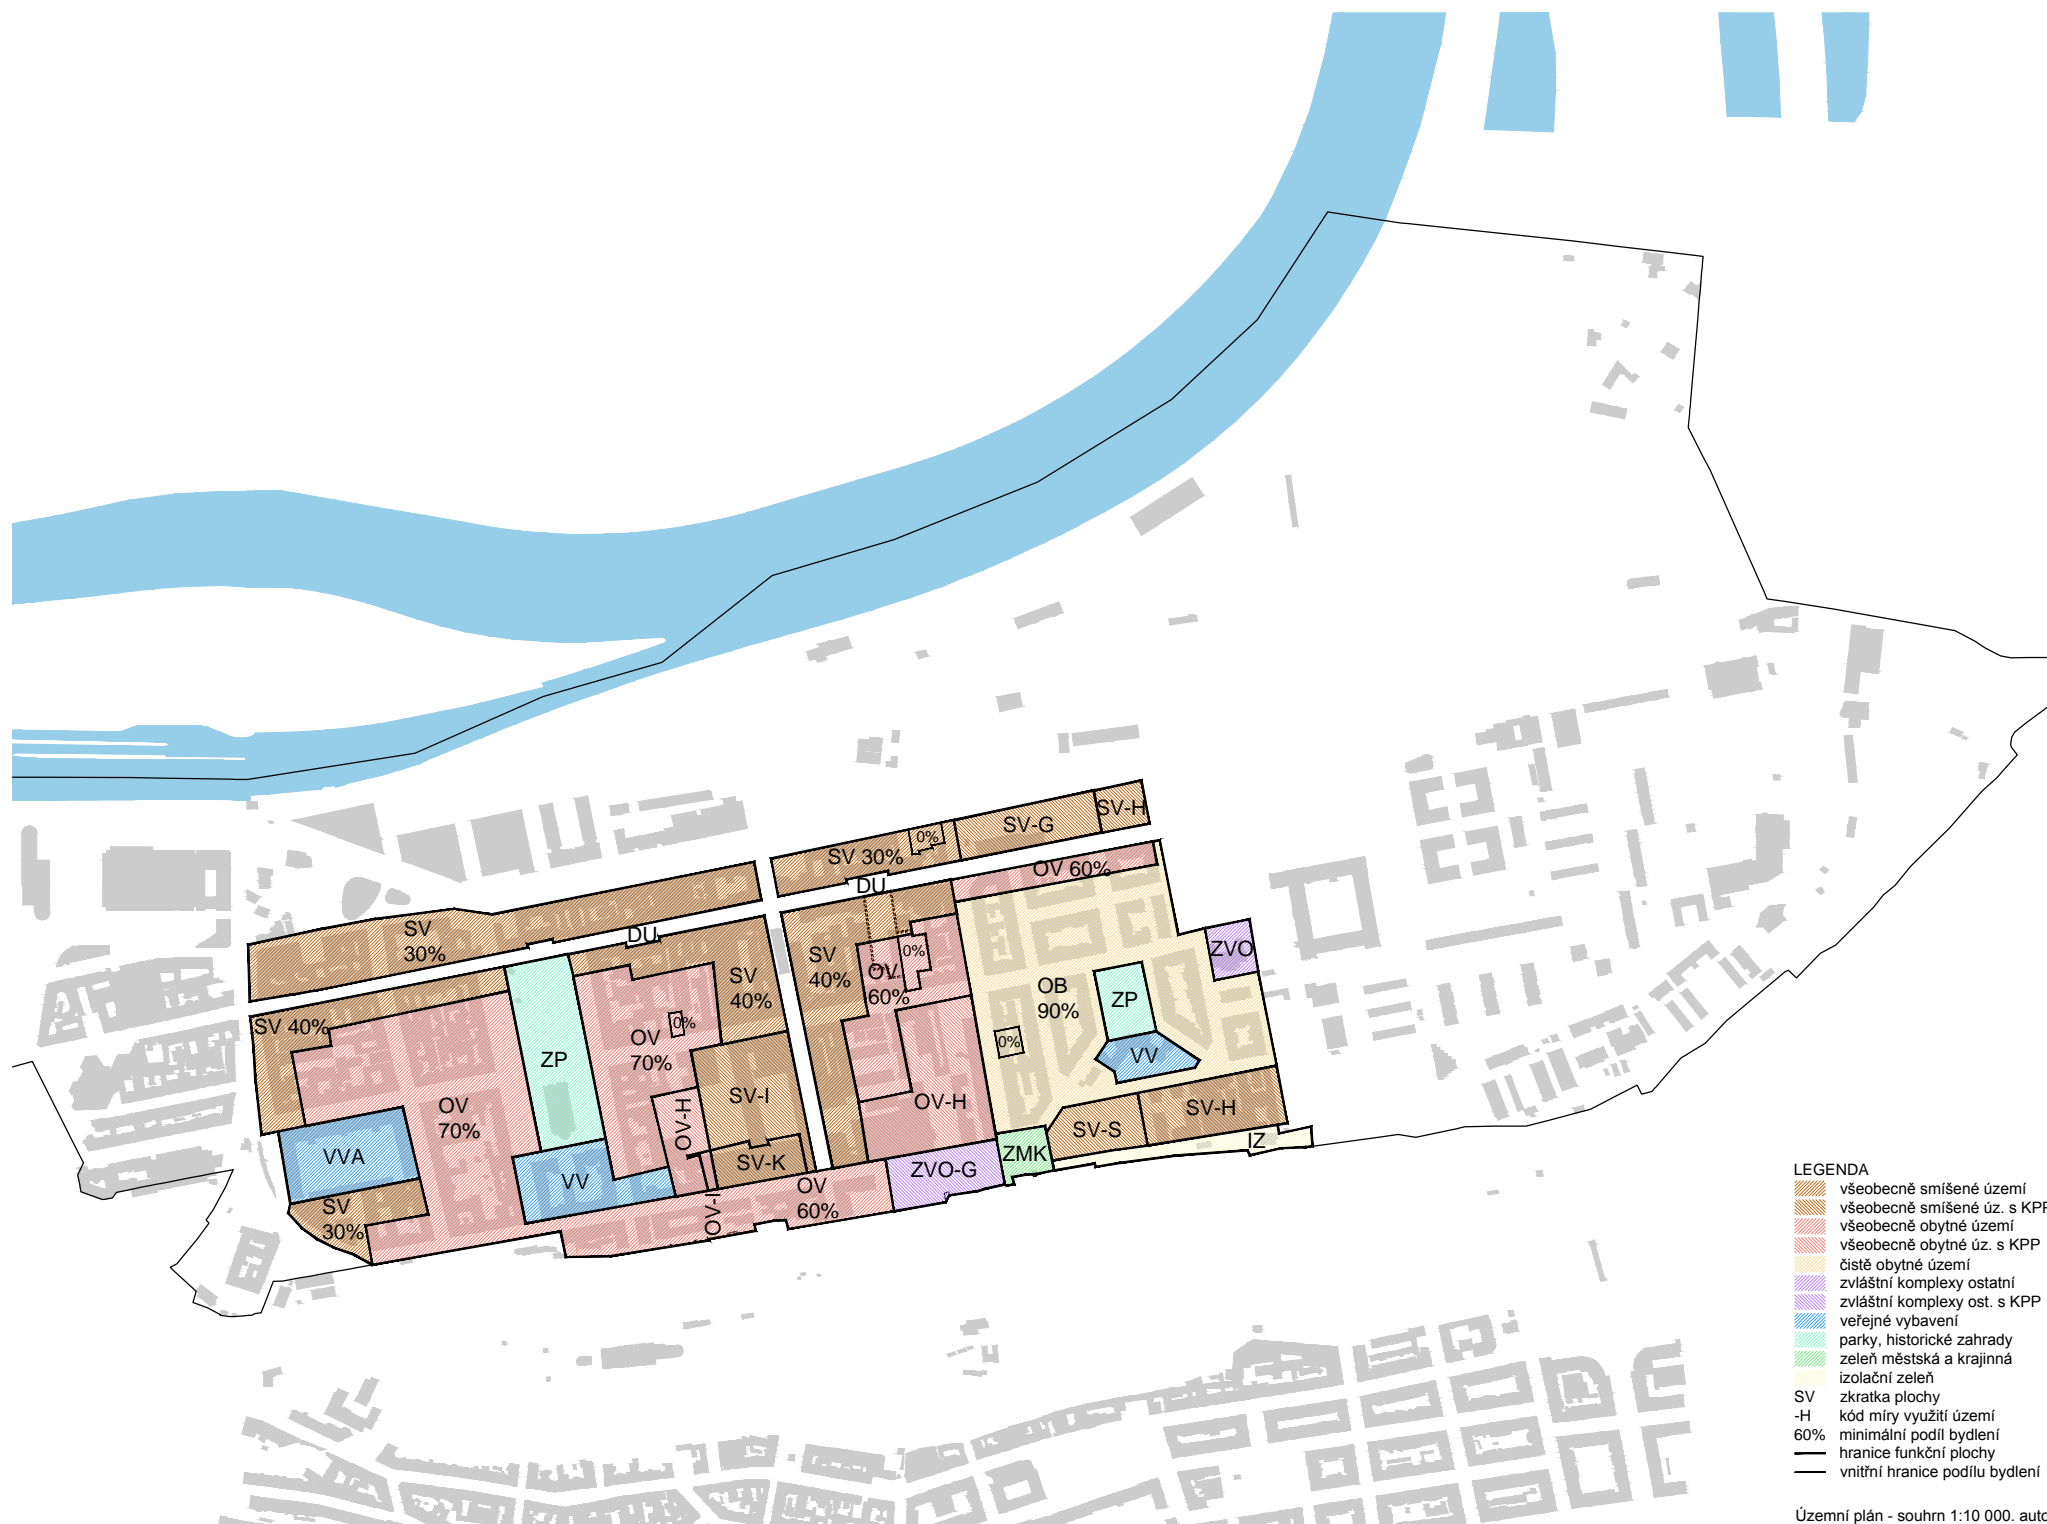 SV-H
SV-G
0%
SV 30%
OV 60%
DU
SV
30%
DU
ZVO
SV
40%
0%
OV
60%
SV
40%
OB
90%
ZP
SV 40%
0%
OV
70%
0%
VV
ZP
SV-I
OV-H
OV-H
SV-H
OV
70%
SV-S
IZ
VVA
ZMK
SV-K
ZVO-G
VV
OV
60%
OV-I
SV
30%
LEGENDA
všeobecně smíšené území
všeobecně smíšené úz. s KPP
všeobecně obytné území
všeobecně obytné úz. s KPP
čistě obytné území
zvláštní komplexy ostatní
zvláštní komplexy ost. s KPP
veřejné vybavení
parky, historické zahrady
zeleň městská a krajinná
izolační zeleň
SV zkratka plochy
-H kód míry využití území
60% minimální podíl bydlení
hranice funkční plochy
vnitřní hranice podílu bydlení
Územní plán - souhrn 1:10 000. auto